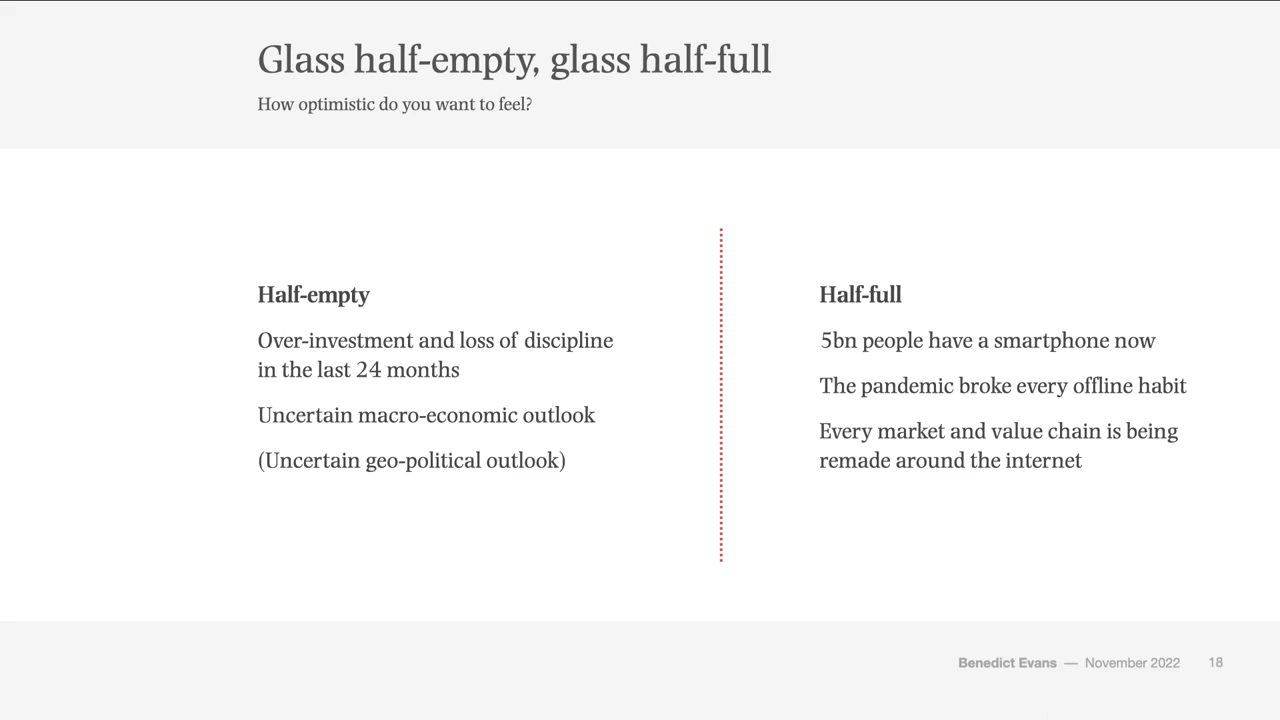 Glass half-empty, glass half-full
How optimistic do you want to feel?
Half-empty
Over-investment and loss of discipline
in the last 24 months
Uncertain macro-economic outlook
(Uncertain geo-political outlook)
Half-full
5bn people have a smartphone now
The pandemic broke every offline habit
Every market and value chain is being
remade around the internet
Benedict Evans — November 2022 18